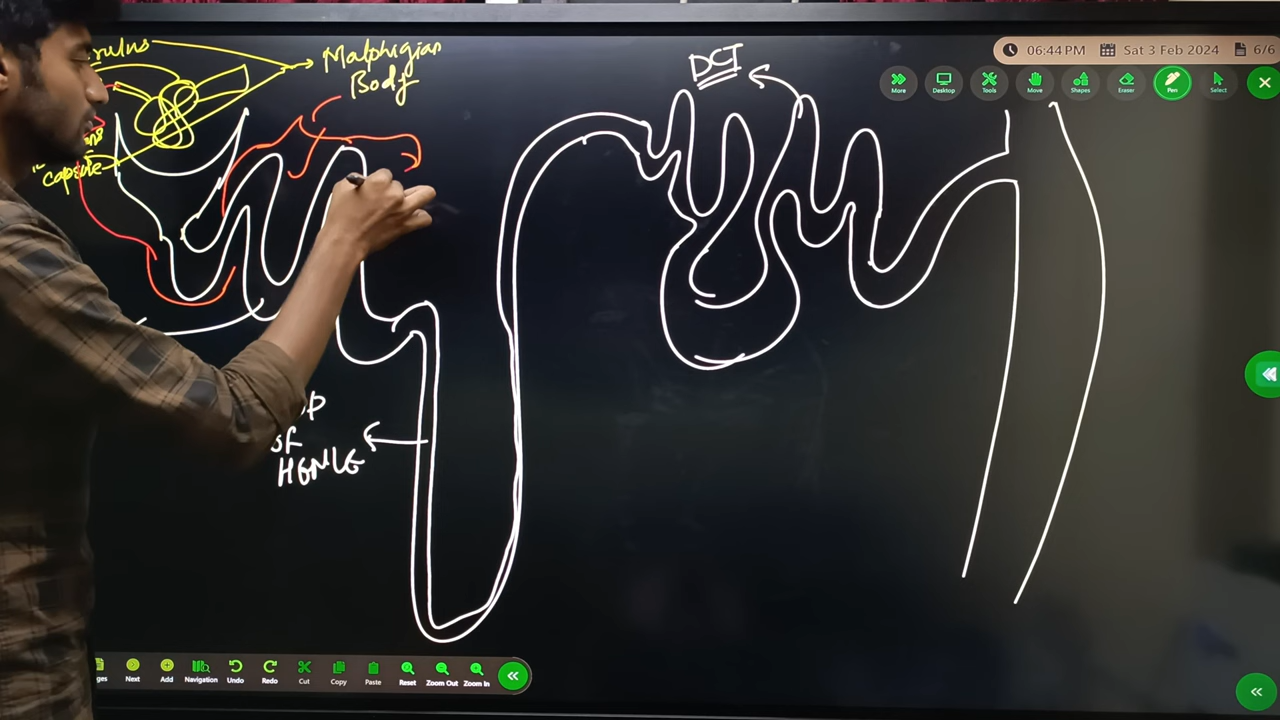 06:44 PM Sat 3 Feb 2024 6/6
More Desktop Tools Move Shapes Eraser Pen Select
DCT
Malphigian
Body
"capsule
OF
HENLE
Next Add Navigation Undo Redo Cut Copy Paste Reset Zoom Out Zoom In